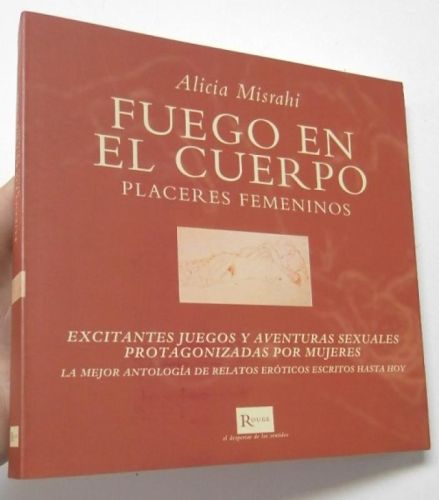 Alicia Misrahi
FUEGO EN
EL CUERPO
PLACERES FEMENINOS
EXCITANTES JUEGOS Y AVENTURAS SEXUALES
PROTAGONIZADAS POR MUJERES
LA MEJOR ANTOLOGÍA DE RELATOS ERÓTICOS ESCRITOS HASTA HOY
ROUGE
el despertar de los sentidos